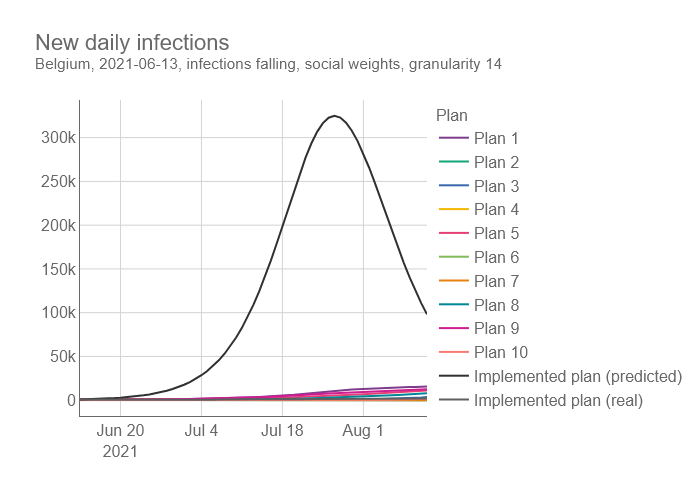 New daily infections
Belgium, 2021-06-13, infections falling, social weights, granularity 14
300k
250k
200k
150k
100k
50k
0
Jun 20
2021
Jul 4
Jul 18
Aug 1
Plan
Plan 1
Plan 2
Plan 3
Plan 4
Plan 5
Plan 6
Plan 7
Plan 8
Plan 9
Plan 10
Implemented plan (predicted)
Implemented plan (real)